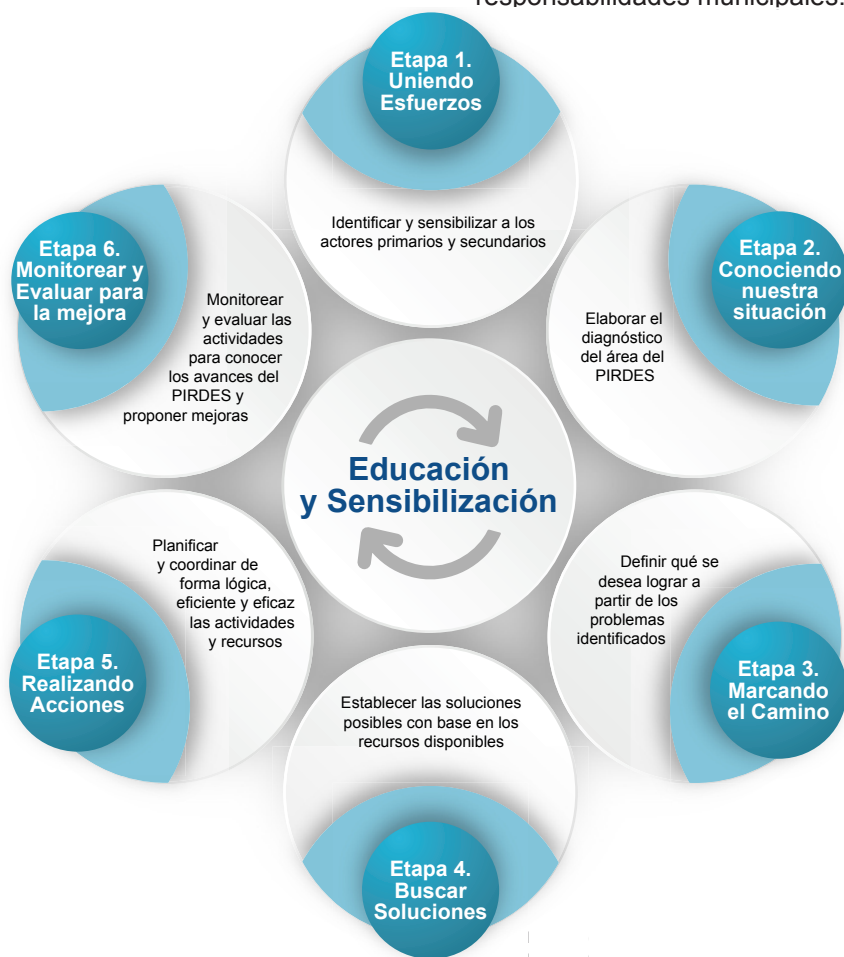 responsabilidades municipales.
Etapa 1.
Uniendo
Esfuerzos
Identificar y sensibilizar a los
actores primarios y secundarios
Etapa 2.
Conociendo
nuestra
situación
Elaborar el
diagnóstico
del área del
PIRDES
Etapa 3.
Marcando
el Camino
Definir qué se
desea lograr a
partir de los
problemas
identificados
Etapa 4.
Buscar
Soluciones
Establecer las soluciones
posibles con base en los
recursos disponibles
Etapa 5.
Realizando
Acciones
Planificar
y coordinar de
forma lógica,
eficiente y eficaz
las actividades
y recursos
Etapa 6.
Monitorear y
Evaluar para
la mejora
Monitorear
y evaluar las
actividades
para conocer
los avances del
PIRDES y
proponer mejoras
Educación
y Sensibilización